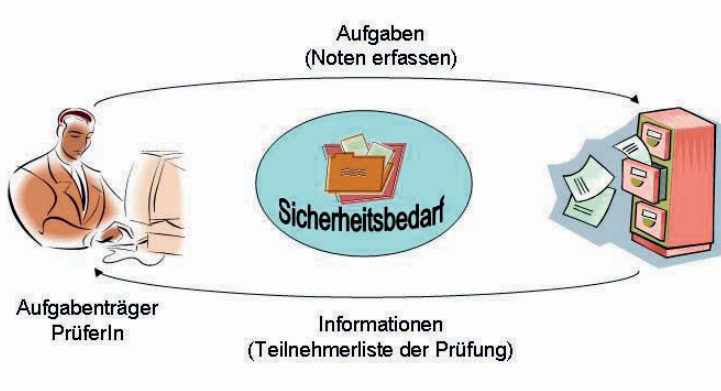 Aufgaben
(Noten erfassen)
Sicherheitsbedarf
Aufgabenträger
PrüferIn
Informationen
(Teilnehmerliste der Prüfung)